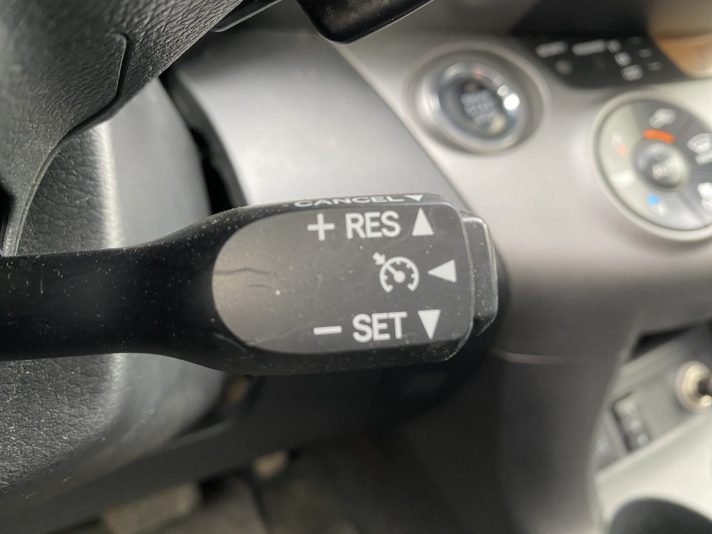 CANCEL▼
+ RES ▲
◀
− SET ▼